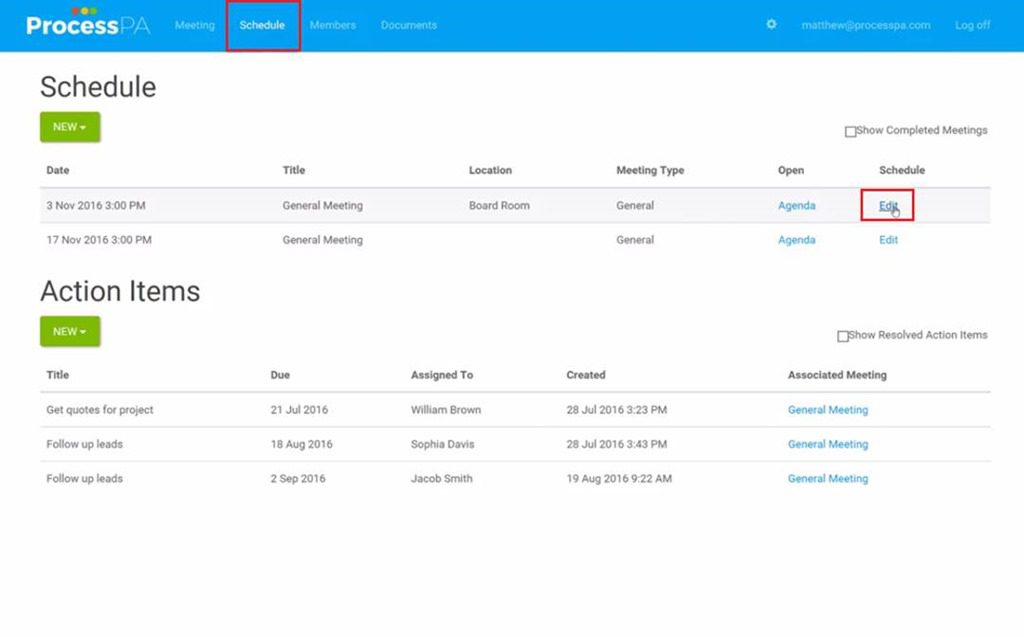 ProcessPA Meeting Schedule Members Documents matthew@processpa.com Log off
Schedule
NEW
Show Completed Meetings
Date Title Location Meeting Type Open Schedule
3 Nov 2016 3:00 PM General Meeting Board Room General Agenda Edit
17 Nov 2016 3:00 PM General Meeting General Agenda Edit
Action Items
NEW
Show Resolved Action Items
Title Due Assigned To Created Associated Meeting
Get quotes for project 21 Jul 2016 William Brown 28 Jul 2016 3:23 PM General Meeting
Follow up leads 18 Aug 2016 Sophia Davis 28 Jul 2016 3:43 PM General Meeting
Follow up leads 2 Sep 2016 Jacob Smith 19 Aug 2016 9:22 AM General Meeting